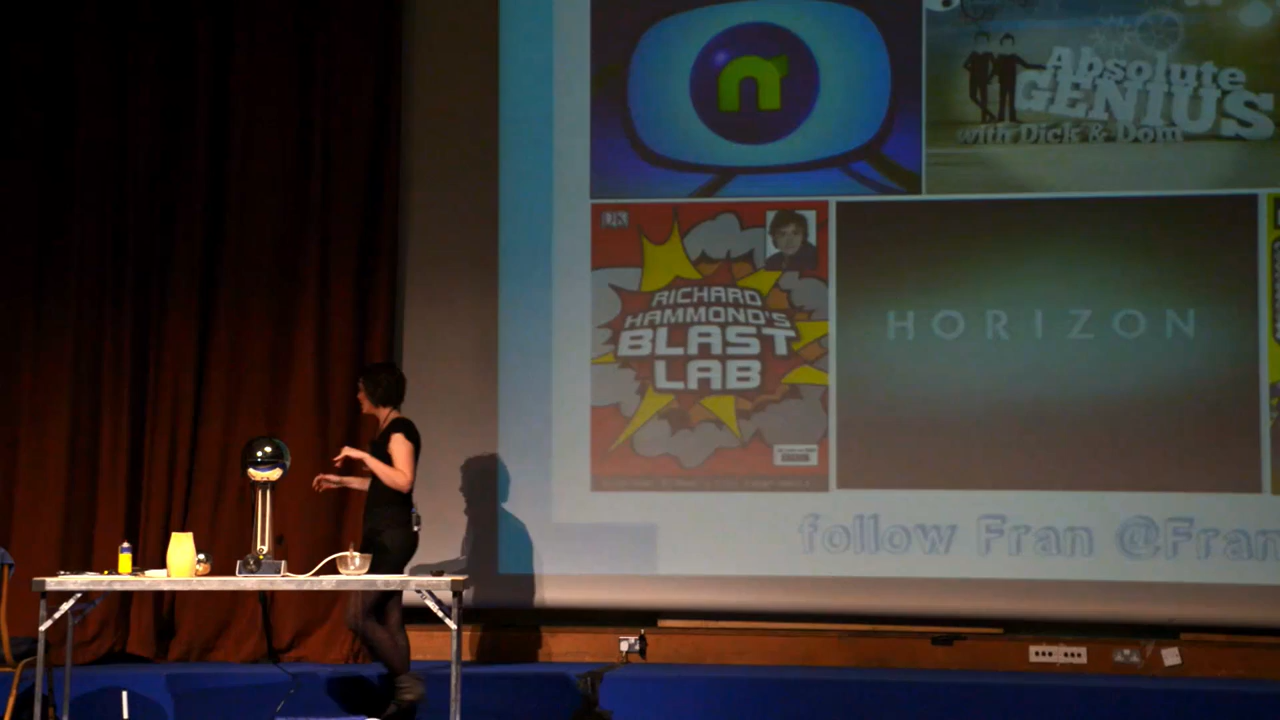 n
Absolute
GENIUS
with Dick & Dom
DK
RICHARD
HAMMOND'S
BLAST
LAB
HORIZON
follow Fran @Fran